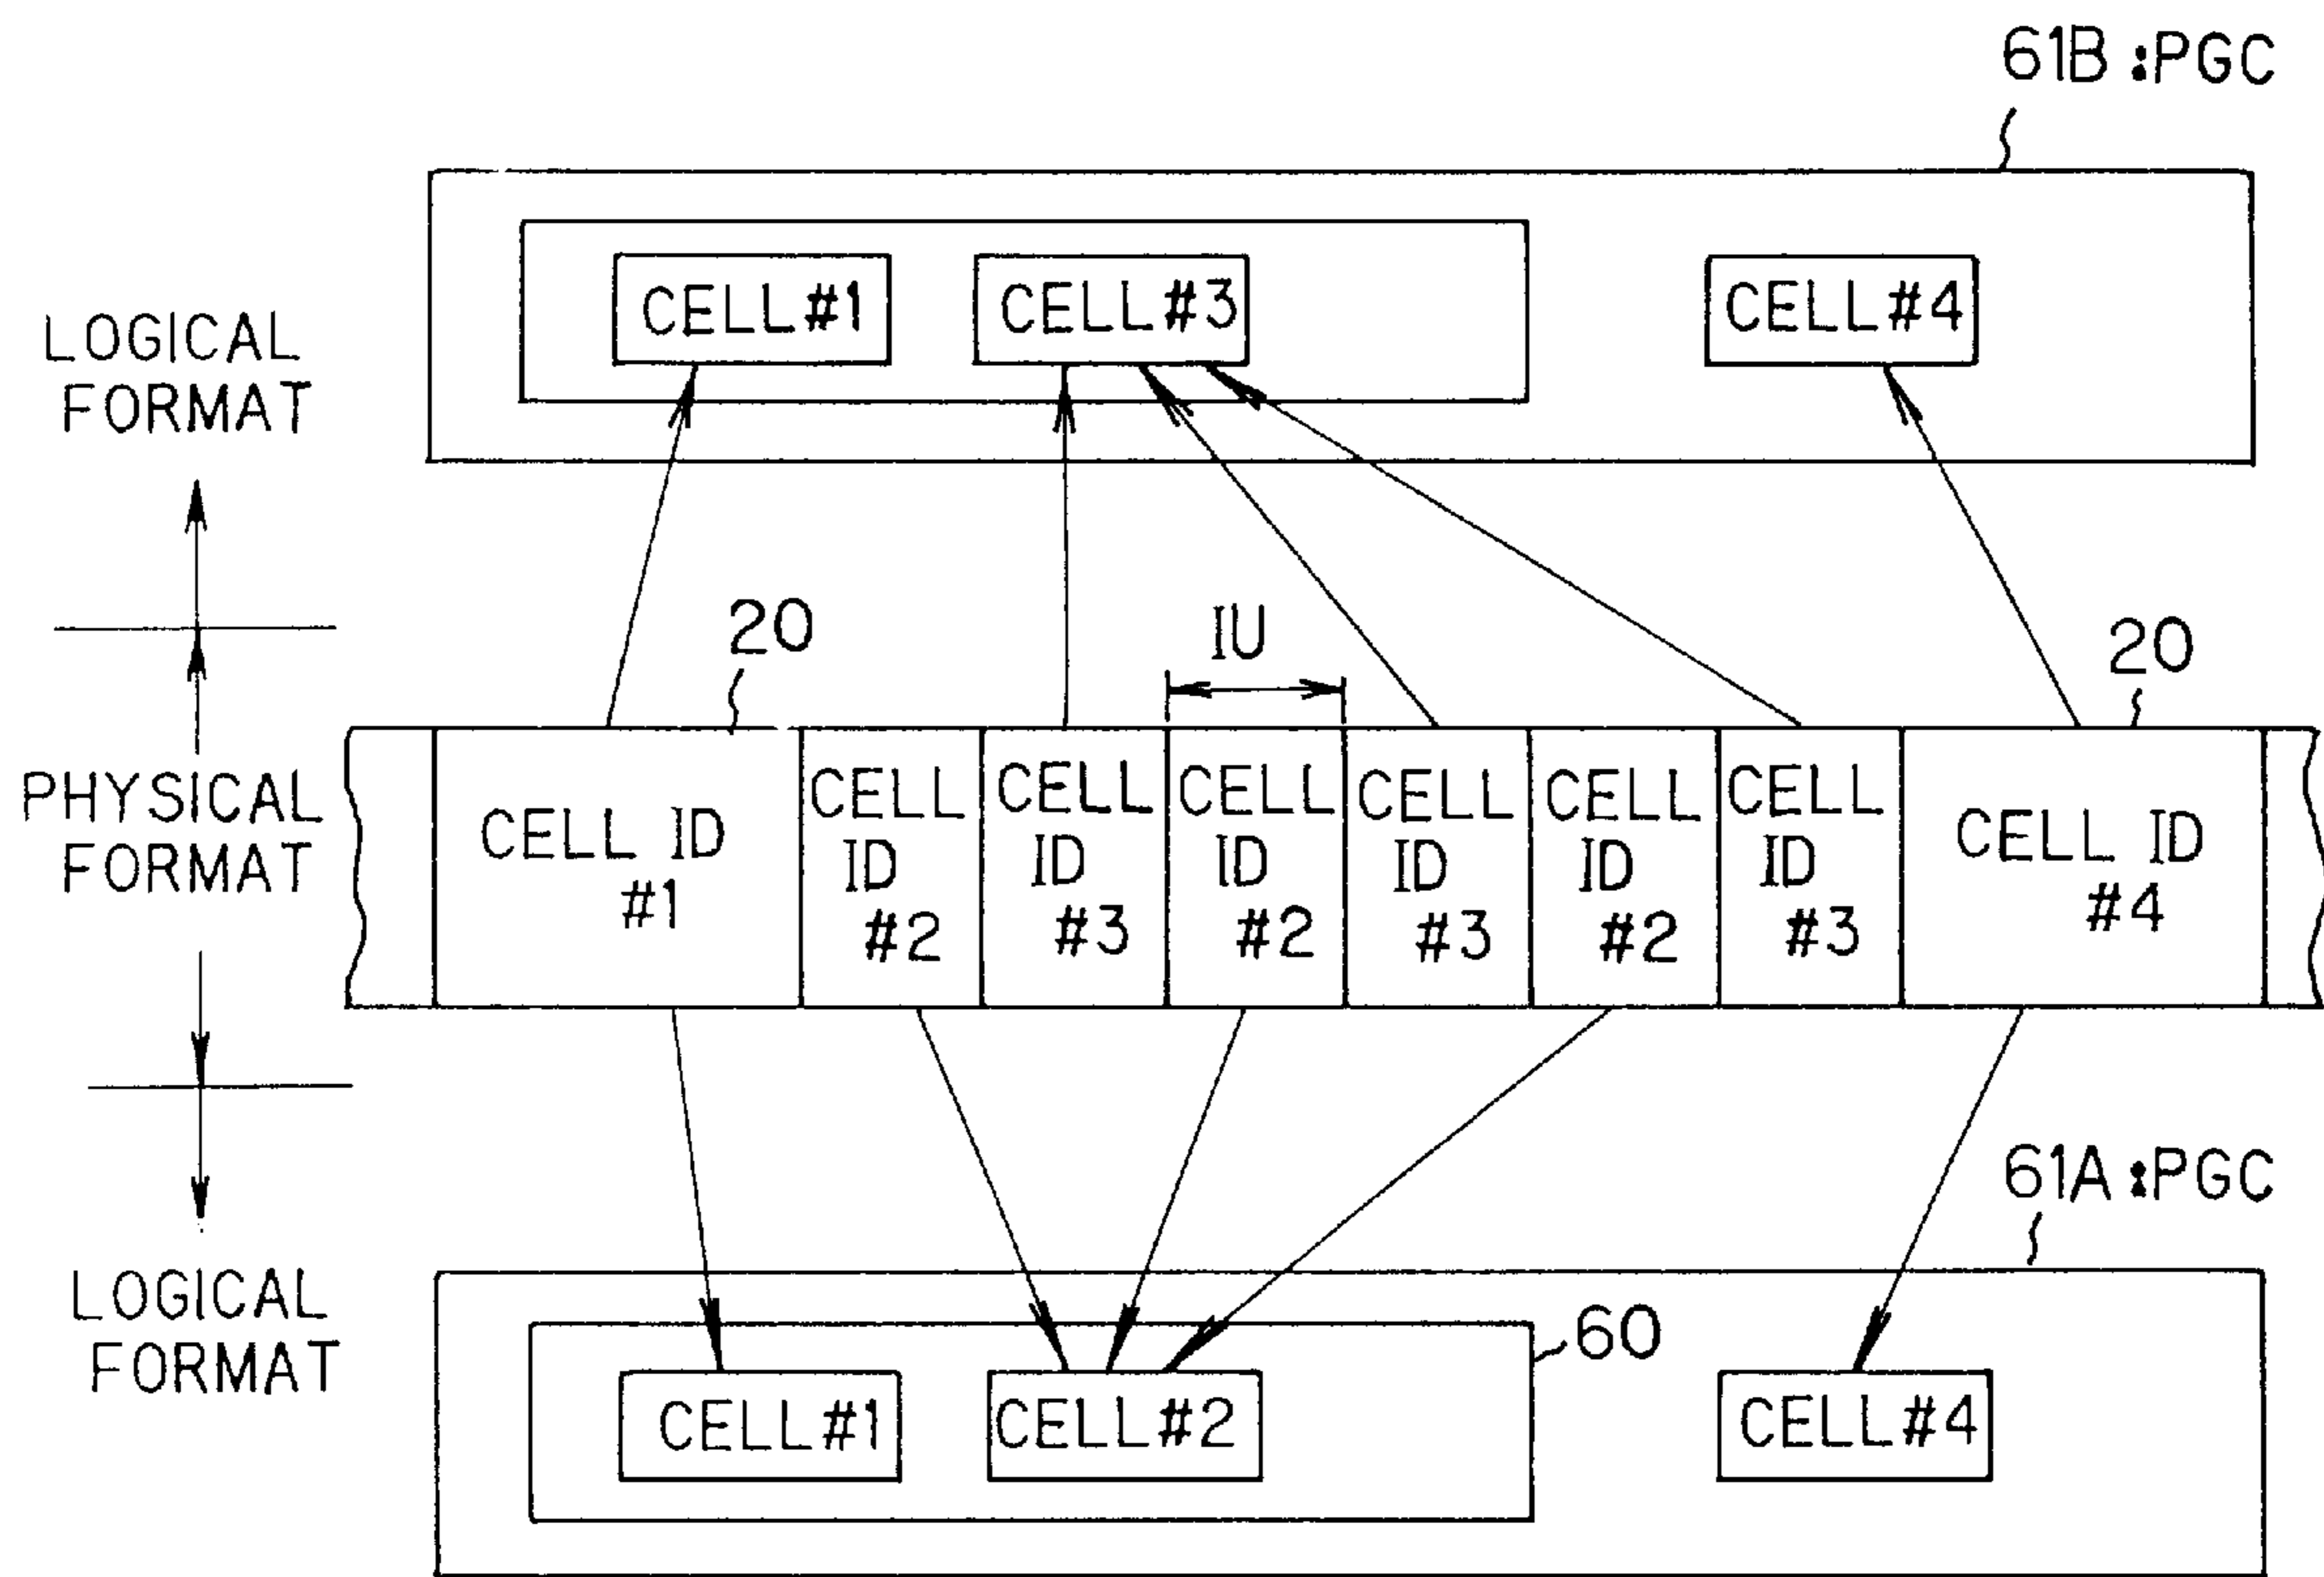 61B :PGC
CELL#1
CELL#3
CELL#4
LOGICAL
FORMAT
20
IU
20
PHYSICAL
FORMAT
CELL ID
#1
CELL
ID
#2
CELL
ID
#3
CELL
ID
#2
CELL
ID
#3
CELL
ID
#2
CELL
ID
#3
CELL ID
#4
61A :PGC
LOGICAL
FORMAT
60
CELL#1
CELL#2
CELL#4